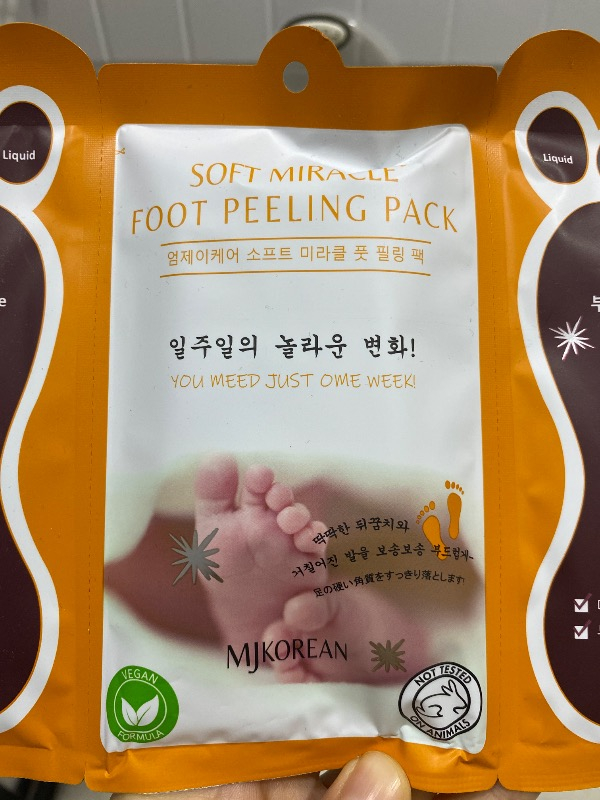 Liquid
SOFT MIRACLE
FOOT PEELING PACK
엄제이케어 소프트 미라클 풋 필링 팩
일주일의 놀라운 변화!
YOU MEED JUST OME WEEK!
딱딱한 뒤꿈치와
거칠어진 발을 보송보송 부드럽게~
足の硬い角質をすっきり落とします!
MJKOREAN
VEGAN
FORMULA
NOT TESTED
ON ANIMALS
Liquid